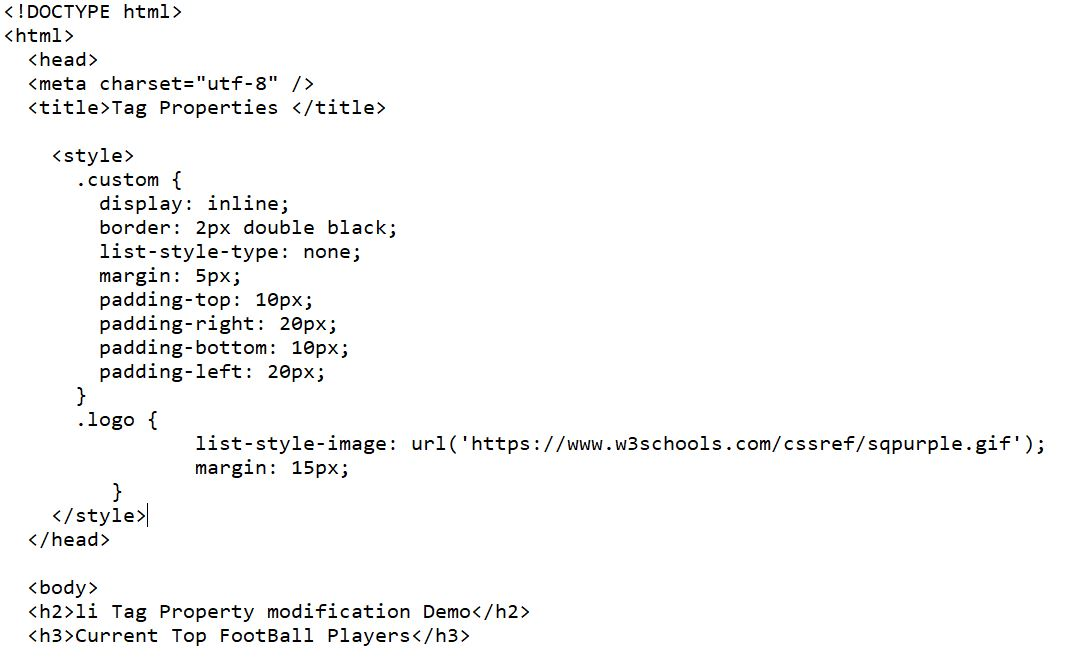 <!DOCTYPE html>
<html>
<head>
<meta charset="utf-8" />
<title>Tag Properties </title>
<style>
.custom {
display: inline;
border: 2px double black;
list-style-type: none;
margin: 5px;
padding-top: 10px;
padding-right: 20px;
padding-bottom: 10px;
padding-left: 20px;
}
.logo {
list-style-image: url('https://www.w3schools.com/cssref/sqpurple.gif');
margin: 15px;
}
</style>
</head>
<body>
<h2>li Tag Property modification Demo</h2>
<h3>Current Top FootBall Players</h3>